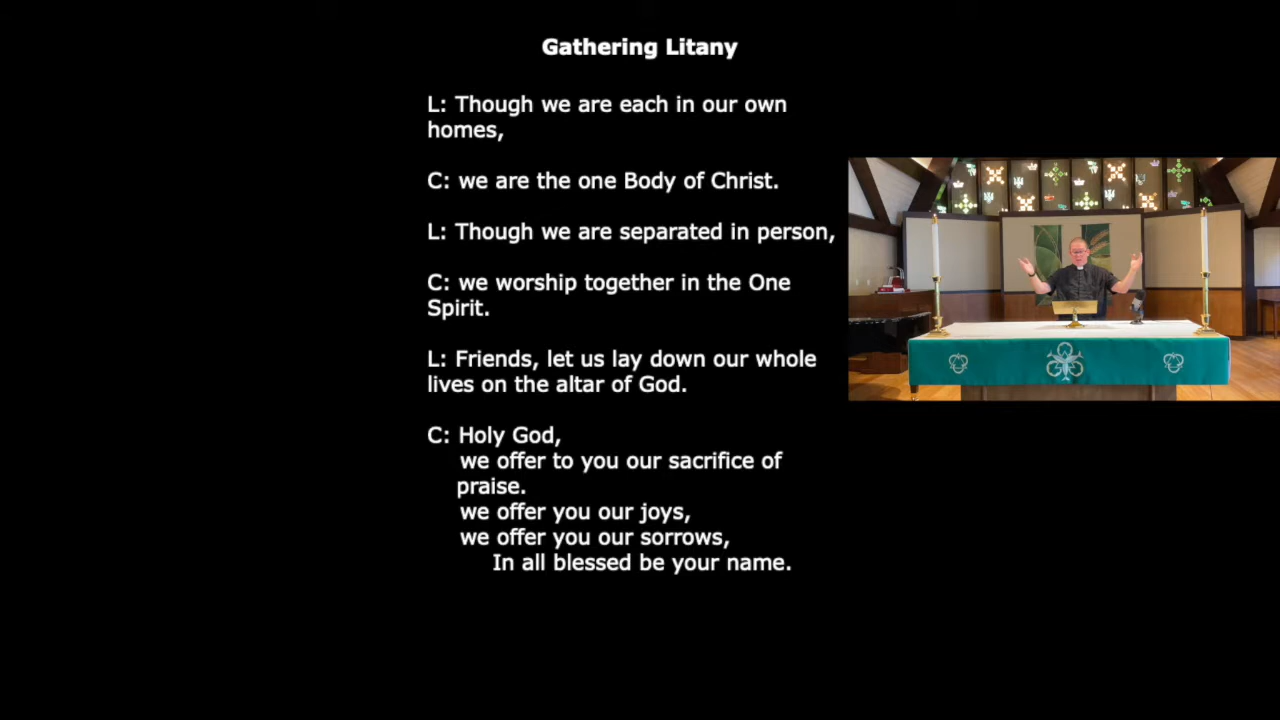 Gathering Litany
L: Though we are each in our own
homes,
C: we are the one Body of Christ.
L: Though we are separated in person,
C: we worship together in the One
Spirit.
L: Friends, let us lay down our whole
lives on the altar of God.
C: Holy God,
we offer to you our sacrifice of
praise.
we offer you our joys,
we offer you our sorrows,
In all blessed be your name.